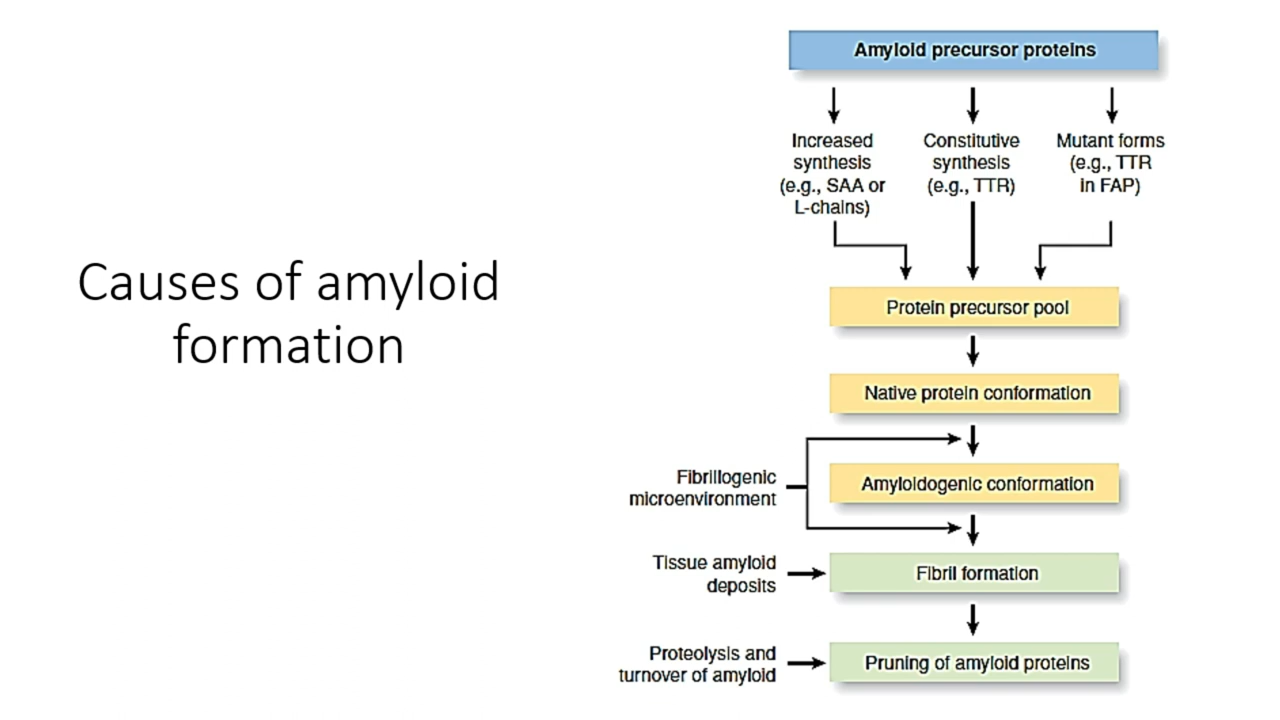 Causes of amyloid
formation
Amyloid precursor proteins
Increased
synthesis
(e.g., SAA or
L-chains)
Constitutive
synthesis
(e.g., TTR)
Mutant forms
(e.g., TTR
in FAP)
Protein precursor pool
Native protein conformation
Fibrillogenic
microenvironment
Amyloidogenic conformation
Tissue amyloid
deposits
Fibril formation
Proteolysis and
turnover of amyloid
Pruning of amyloid proteins